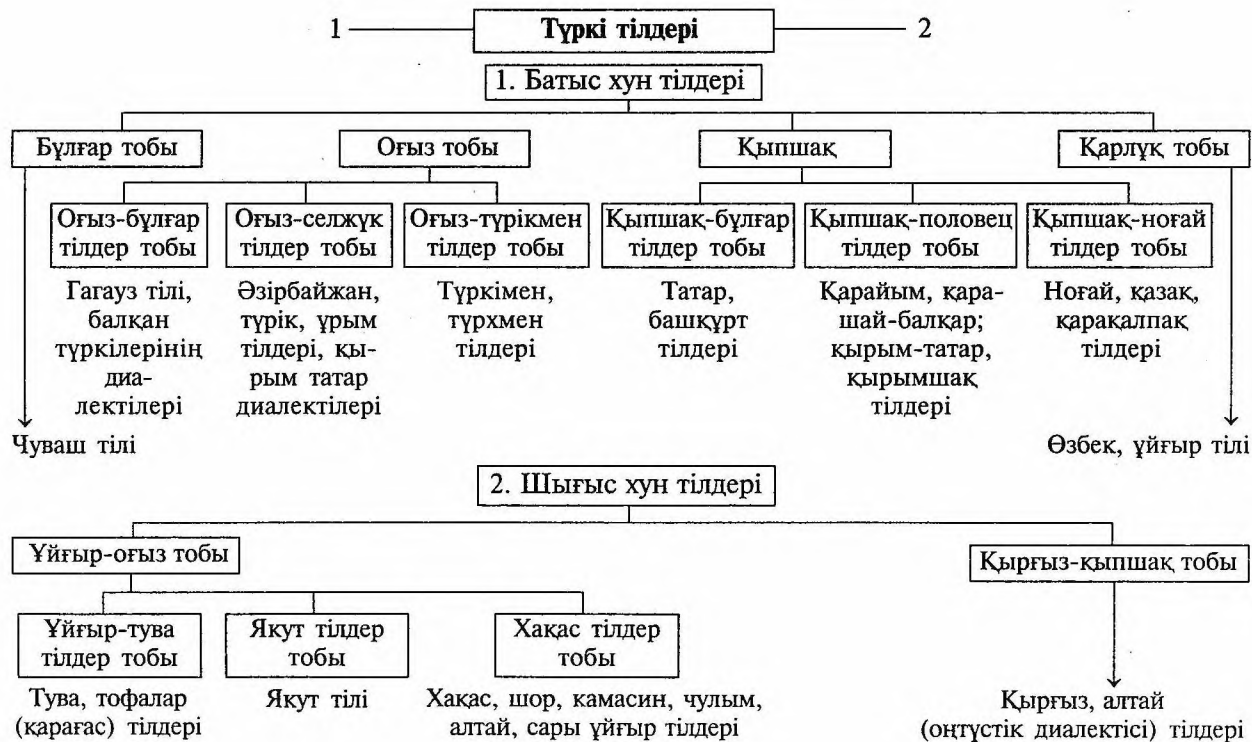 1 Түркі тілдері 2
1. Батыс хун тілдері
Бұлғар тобы
Оғыз тобы
Қыпшақ
Қарлұқ тобы
Оғыз-бұлғар
тілдер тобы
Оғыз-селжүк
тілдер тобы
Оғыз-түрікмен
тілдер тобы
Қыпшақ-бұлғар
тілдер тобы
Қыпшақ-половец
тілдер тобы
Қыпшақ-ноғай
тілдер тобы
Гагауз тілі,
балқан
түркілерінің
диа-
лектілері
Әзірбайжан,
түрік, ұрым
тілдері, қы-
рым татар
диалектілері
Түркімен,
түрхмен
тілдері
Татар,
башқұрт
тілдері
Қарайым, қара-
шай-балқар;
қырым-татар,
қырымшақ
тілдері
Ноғай, қазақ,
қарақалпақ
тілдері
Чуваш тілі
Өзбек, ұйғыр тілі
2. Шығыс хун тілдері
Ұйғыр-оғыз тобы
Қырғыз-қыпшақ тобы
Ұйғыр-тува
тілдер тобы
Якут тілдер
тобы
Хақас тілдер
тобы
Тува, тофалар
(қарағас) тілдері
Якут тілі
Хақас, шор, камасин, чулым,
алтай, сары ұйғыр тілдері
Қырғыз, алтай
(оңтүстік диалектісі) тілдері